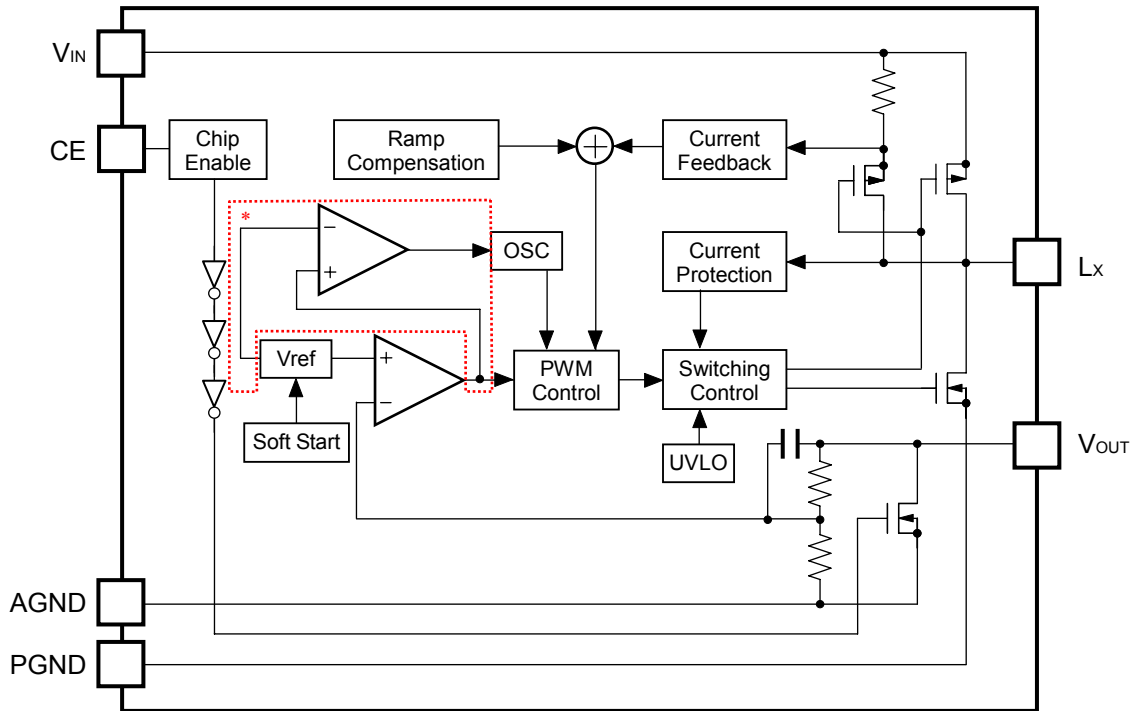 VIN
CE
Chip
Enable
Ramp
Compensation
+
Current
Feedback
*
−
+
OSC
Current
Protection
LX
Vref
+
−
PWM
Control
Switching
Control
Soft Start
UVLO
VOUT
AGND
PGND